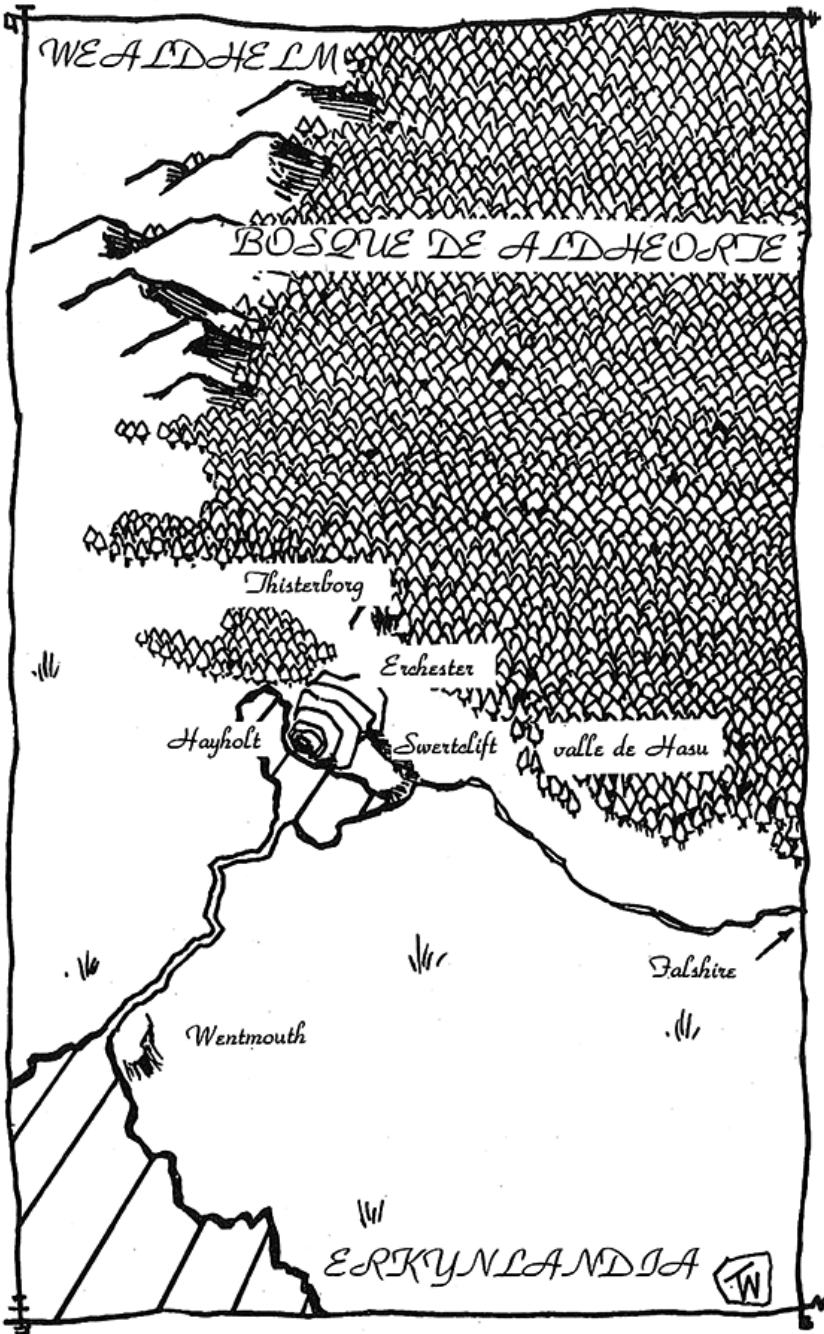 WEALDHELM
BOSQUE DE ALDHEORTE
Thisterborg
Erchester
Hayholt
Swertclift
valle de Hasu
Falshire
Wentmouth
ERKYNLANDIA
TW